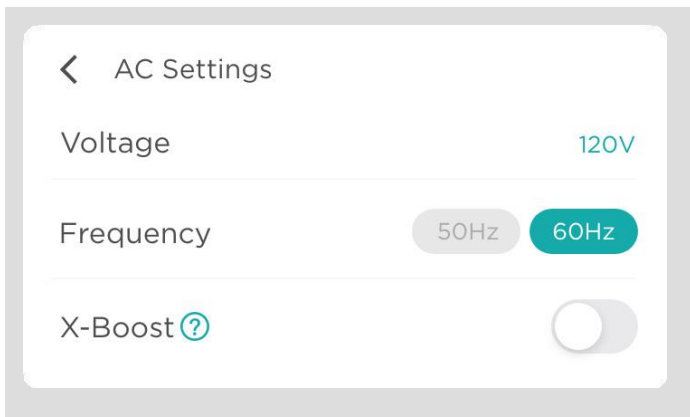 AC Settings
Voltage 120V
Frequency 50Hz 60Hz
X-Boost ?